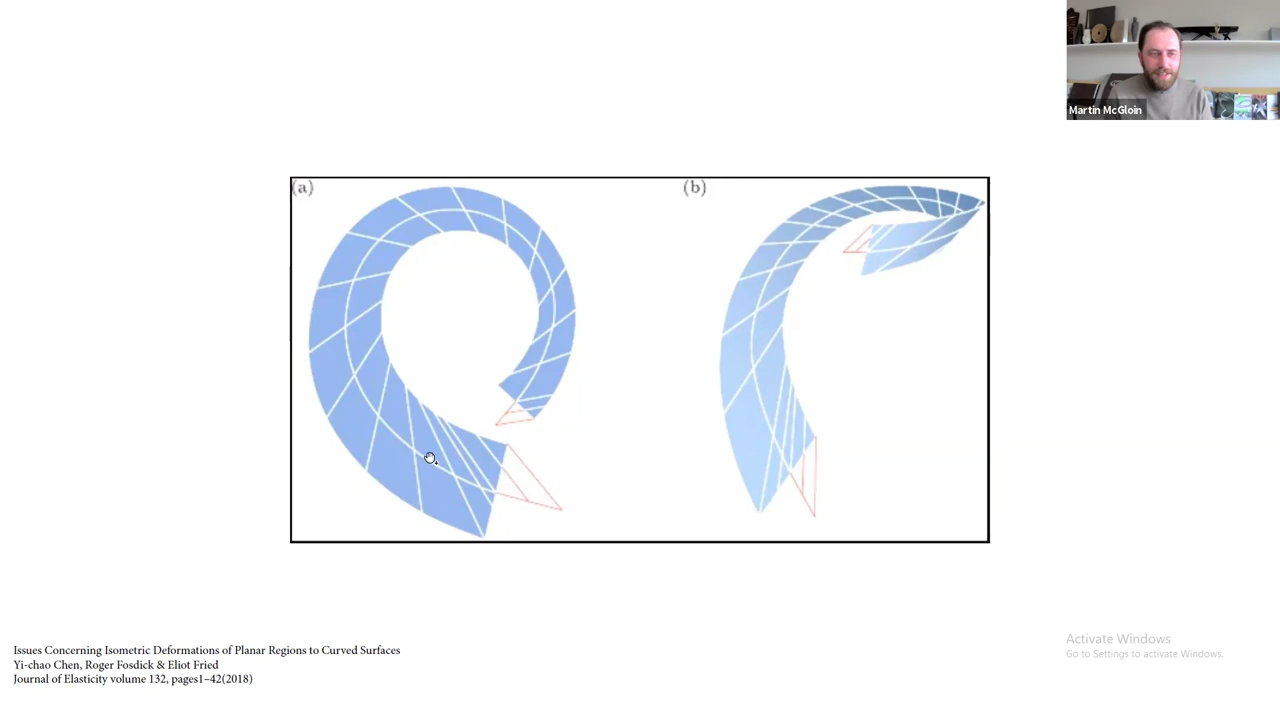 Martin McGloin
(a)
(b)
Issues Concerning Isometric Deformations of Planar Regions to Curved Surfaces
Yi-chao Chen, Roger Fosdick & Eliot Fried
Journal of Elasticity volume 132, pages1–42(2018)
Activate Windows
Go to Settings to activate Windows.